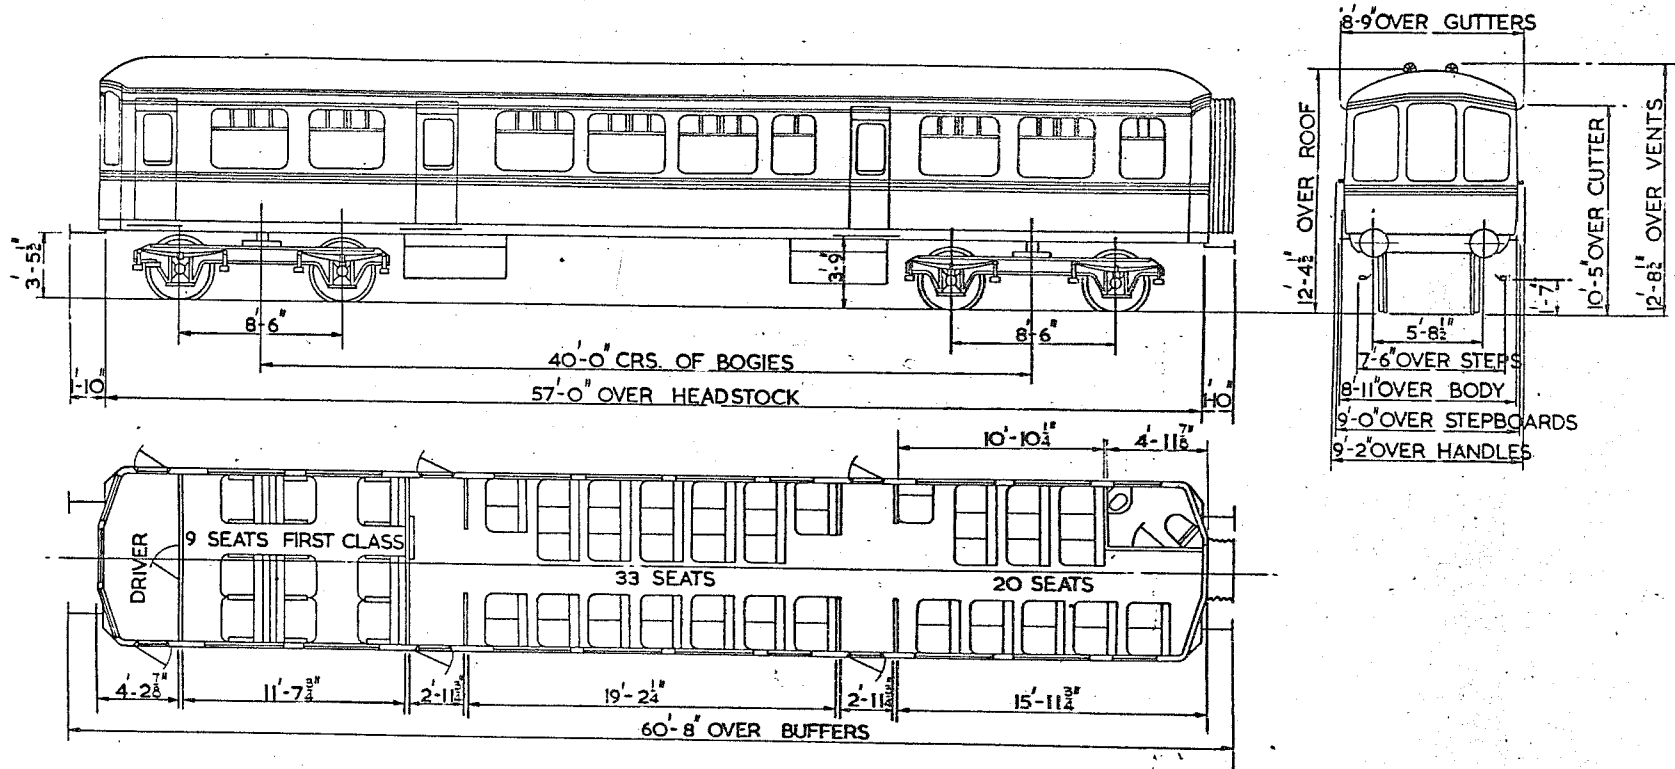 8'-9" OVER GUTTERS
12'-4½" OVER ROOF
10'-5" OVER CUTTER
12'-8½" OVER VENTS
3'-5½"
3'-9"
1'-7"
8'-6"
8'-6"
5'-8½"
40'-0" CRS. OF BOGIES
7'-6" OVER STEPS
1'-10"
57'-0" OVER HEADSTOCK
1'10"
8'-11" OVER BODY
9'-0" OVER STEPBOARDS
9'-2" OVER HANDLES
10'-10¼"
4'-11⅞"
DRIVER
9 SEATS FIRST CLASS
33 SEATS
20 SEATS
4'-2⅞"
11'-7¾"
2'-11
19'-2¼"
2'-11
15'-11¾"
60'-8" OVER BUFFERS